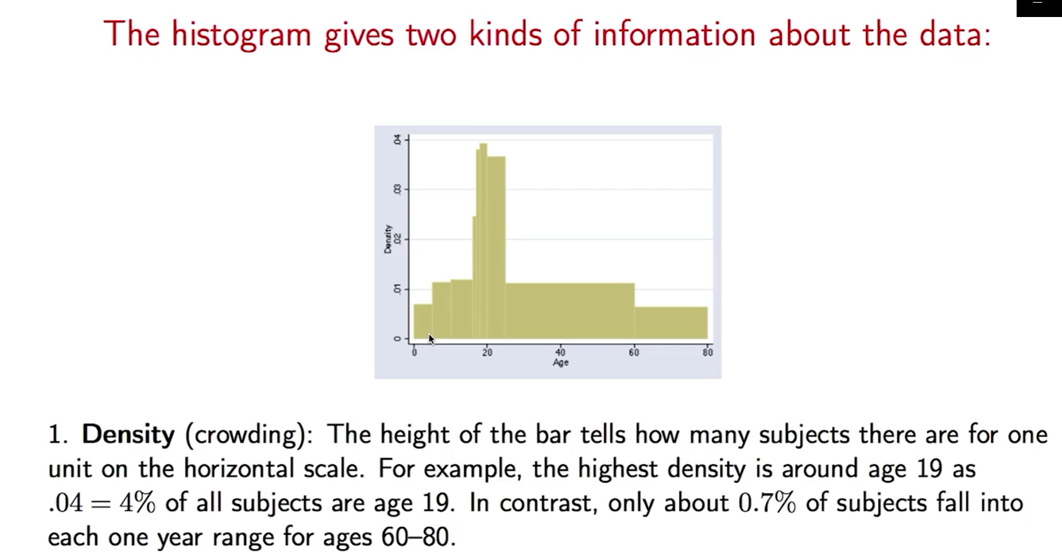 The histogram gives two kinds of information about the data:
.04
.03
.02
.01
0
Density
0
20
40
60
80
Age
1. Density (crowding): The height of the bar tells how many subjects there are for one
unit on the horizontal scale. For example, the highest density is around age 19 as
.04 = 4% of all subjects are age 19. In contrast, only about 0.7% of subjects fall into
each one year range for ages 60–80.